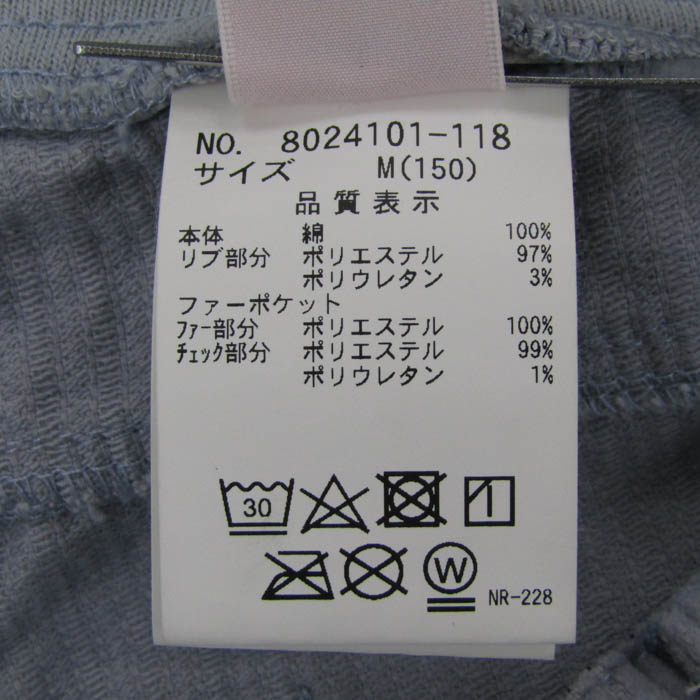 NO. 8024101-118
サイズ M(150)
品質表示
本体 綿 100%
リブ部分 ポリエステル 97%
ポリウレタン 3%
ファーポケット
ファー部分 ポリエステル 100%
チェック部分 ポリエステル 99%
ポリウレタン 1%
30
W
NR-228